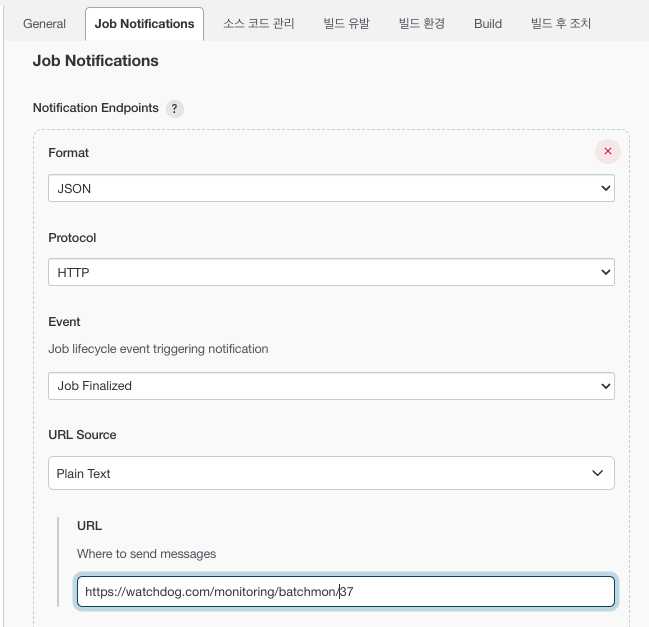 General Job Notifications 소스 코드 관리 빌드 유발 빌드 환경 Build 빌드 후 조치
Job Notifications
Notification Endpoints ?
Format
JSON
Protocol
HTTP
Event
Job lifecycle event triggering notification
Job Finalized
URL Source
Plain Text
URL
Where to send messages
https://watchdog.com/monitoring/batchmon/37